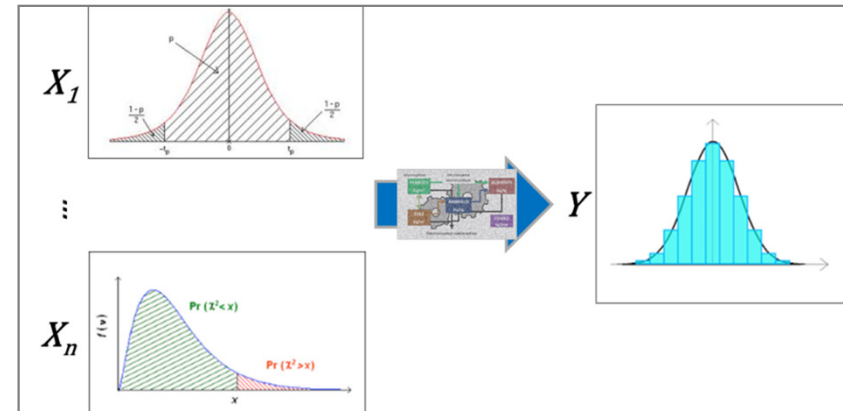 X₁
p
1-p
2
1-p
2
-tₚ 0 tₚ
⋮
Xₙ
f(ν)
Pr (χ²< x)
Pr (χ²>x)
x
Y